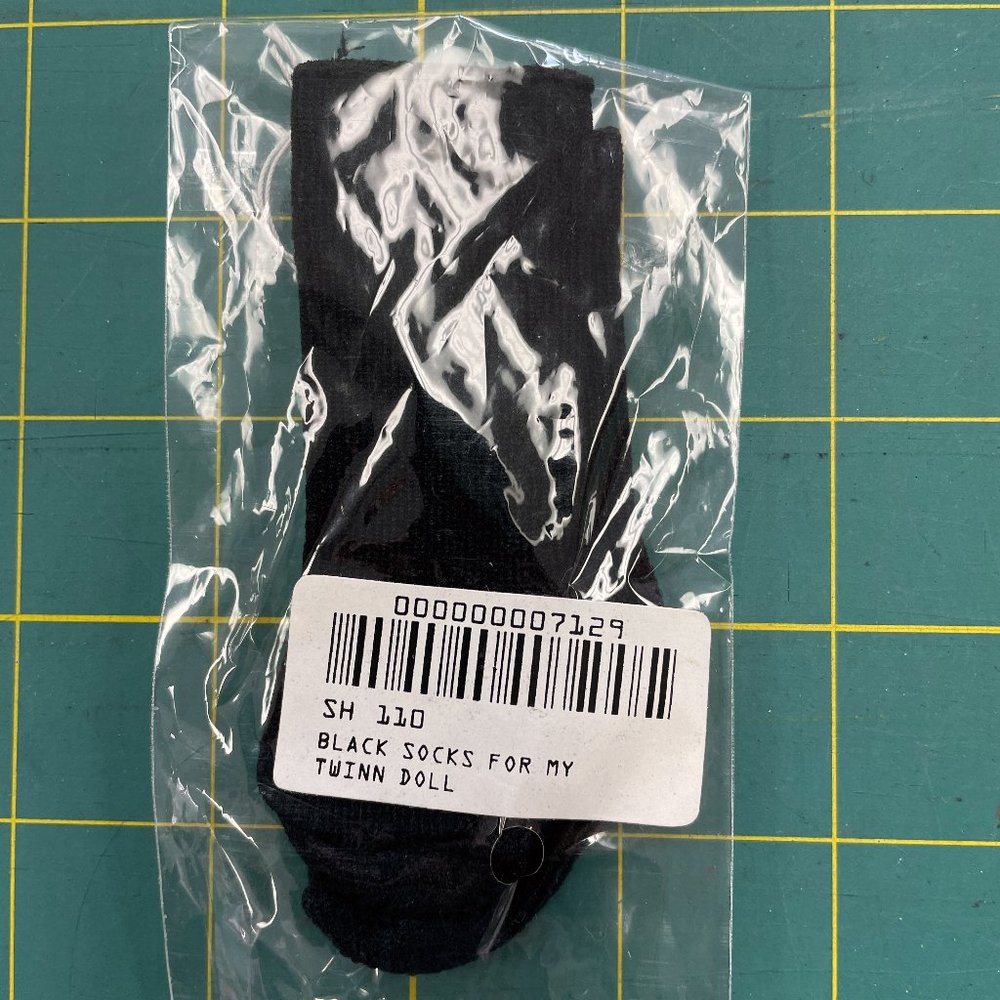 000000007129
SH 110
BLACK SOCKS FOR MY
TWINN DOLL